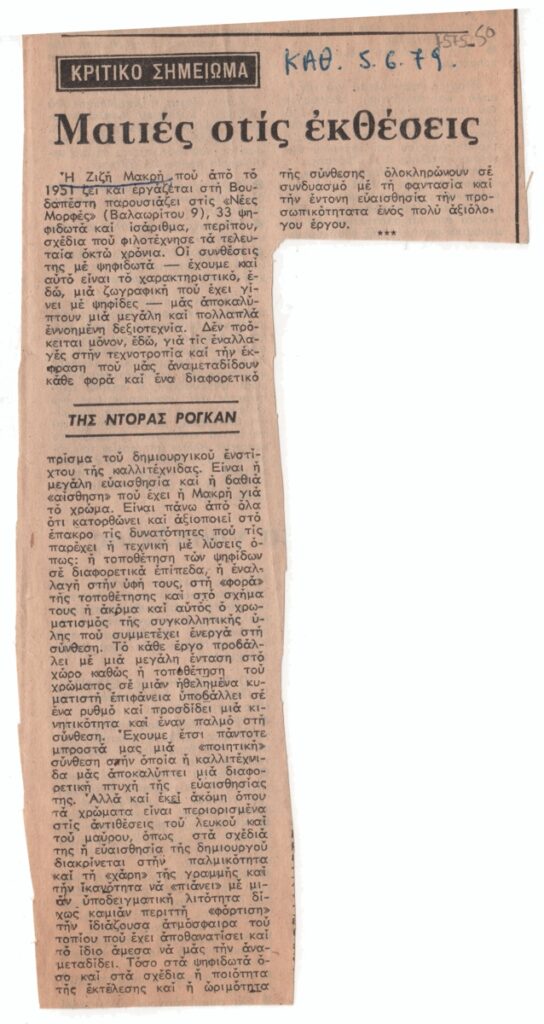 1575-50
ΚΡΙΤΙΚΟ ΣΗΜΕΙΩΜΑ
ΚΑΘ. 5.6.79.
Ματιές στίς ἐκθέσεις
Ἡ Ζιζή Μακρή πού ἀπό τό
1951 ζεῖ καί ἐργάζεται στή Βου-
δαπέστη παρουσιάζει στίς «Νέες
Μορφές» (Βαλαωρίτου 9), 33 ψη-
φιδωτά καί ἰσάριθμα, περίπου,
σχέδια πού φιλοτέχνησε τά τελευ-
ταῖα ὀκτώ χρόνια. Οἱ συνθέσεις
της μέ ψηφιδωτά — ἔχουμε καί
αὐτό εἶναι τό χαρακτηριστικό, ἐ-
δῶ, μιά ζωγραφική πού ἔχει γί-
νει μέ ψηφίδες — μᾶς ἀποκαλύ-
πτουν μιά μεγάλη καί πολλαπλά
ἐννοημένη δεξιοτεχνία. Δέν πρό-
κειται μόνον, ἐδῶ, γιά τίς ἐναλλα-
γές στήν τεχνοτροπία καί τήν ἐκ-
φραση πού μᾶς ἀναμεταδίδουν
κάθε φορά καί ἕνα διαφορετικό
ΤΗΣ ΝΤΟΡΑΣ ΡΟΓΚΑΝ
πρίσμα τοῦ δημιουργικοῦ ἐνστί-
χτου τῆς καλλιτέχνιδας. Εἶναι ἡ
μεγάλη εὐαισθησία καί ἡ βαθιά
«αἴσθηση» πού ἔχει ἡ Μακρή γιά
τό χρῶμα. Εἶναι πάνω ἀπό ὅλα
ὅτι κατορθώνει καί ἀξιοποιεῖ στό
ἔπακρο τίς δυνατότητες πού τῆς
παρέχει ἡ τεχνική μέ λύσεις ὅ-
πως: ἡ τοποθέτηση τῶν ψηφίδων
σέ διαφορετικά ἐπίπεδα, ἡ ἐναλ-
λαγή στήν ὑφή τους, στή «φορά»
τῆς τοποθέτησης καί στό σχῆμα
τους ἤ ἀκόμα καί αὐτός ὁ χρω-
ματισμός τῆς συγκολλητικῆς ὕ-
λης πού συμμετέχει ἐνεργά στή
σύνθεση. Τό κάθε ἔργο προβάλ-
λει μέ μιά μεγάλη ἔνταση στό
χῶρο καθώς ἡ τοποθέτηση τοῦ
χρώματος σέ μιάν ἠθελημένα κυ-
ματιστή ἐπιφάνεια ὑποβάλλει σέ
ἕνα ρυθμό καί προσδίδει μιά κι-
νητικότητα καί ἕναν παλμό στή
σύνθεση. Ἔχουμε ἔτσι πάντοτε
μπροστά μας μιά «ποιητική»
σύνθεση στήν ὁποία ἡ καλλιτέχνι-
δα μᾶς ἀποκαλύπτει μιά διαφο-
ρετική πτυχή τῆς εὐαισθησίας
της. Ἀλλά καί ἐκεῖ ἀκόμη ὅπου
τά χρώματα εἶναι περιορισμένα
στίς ἀντιθέσεις τοῦ λευκοῦ καί
τοῦ μαύρου, ὅπως στά σχέδιά
της ἡ εὐαισθησία τῆς δημιουργοῦ
διακρίνεται στήν παλμικότητα
καί τή «χάρη» τῆς γραμμῆς καί
τήν ἱκανότητα νά «πιάνει» μέ μι-
άν ὑποδειγματική λιτότητα δί-
χως καμιάν περιττή «φόρτιση»
τήν ἰδιάζουσα ἀτμόσφαιρα τοῦ
τοπίου πού ἔχει ἀποθανατίσει καί
τό ἴδιο ἄμεσα νά μᾶς τήν ἀνα-
μεταδίδει. Τόσο στά ψηφιδωτά ὅ-
σο καί στά σχέδια ἡ ποιότητα
τῆς ἐκτέλεσης καί ἡ ὡριμότητα
τῆς σύνθεσης ὁλοκληρώνουν σέ
συνδυασμό μέ τή φαντασία καί
τήν ἔντονη εὐαισθησία τήν προ-
σωπικότητατα ἑνός πολύ ἀξιόλο-
γου ἔργου.
***